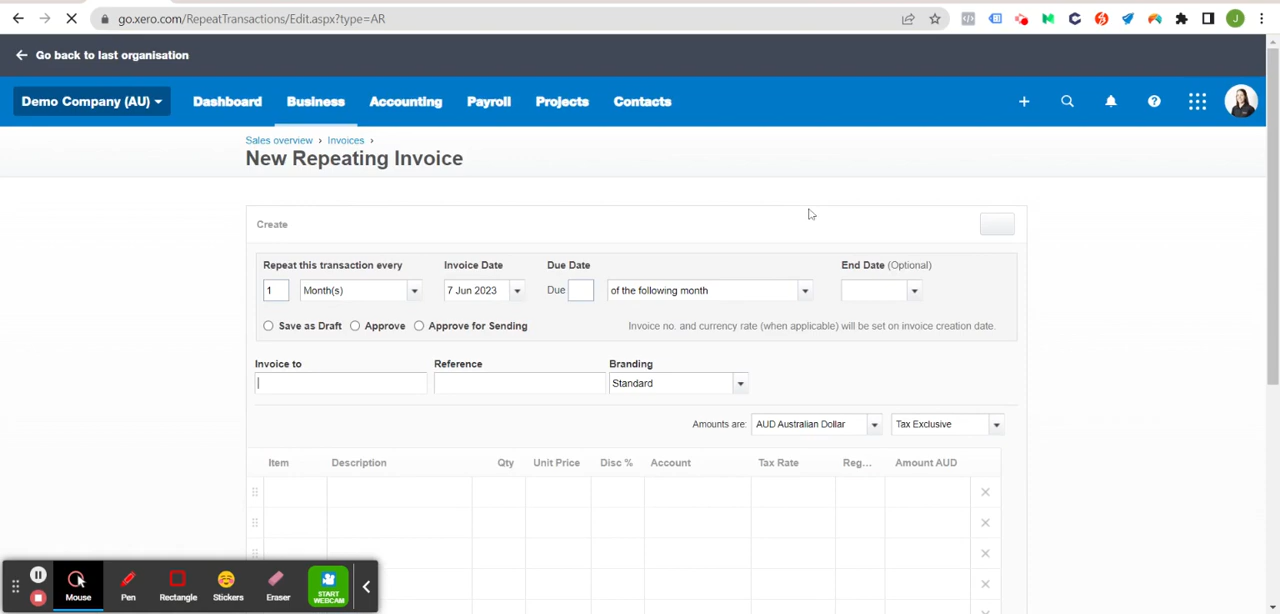 go.xero.com/RepeatTransactions/Edit.aspx?type=AR
J
Go back to last organisation
Demo Company (AU) Dashboard Business Accounting Payroll Projects Contacts
Sales overview › Invoices ›
New Repeating Invoice
Create
Repeat this transaction every Invoice Date Due Date End Date (Optional)
1 Month(s) 7 Jun 2023 Due of the following month
Save as Draft Approve Approve for Sending Invoice no. and currency rate (when applicable) will be set on invoice creation date.
Invoice to Reference Branding
Standard
Amounts are: AUD Australian Dollar Tax Exclusive
Item Description Qty Unit Price Disc % Account Tax Rate Reg... Amount AUD
Mouse Pen Rectangle Stickers Eraser START WEBCAM